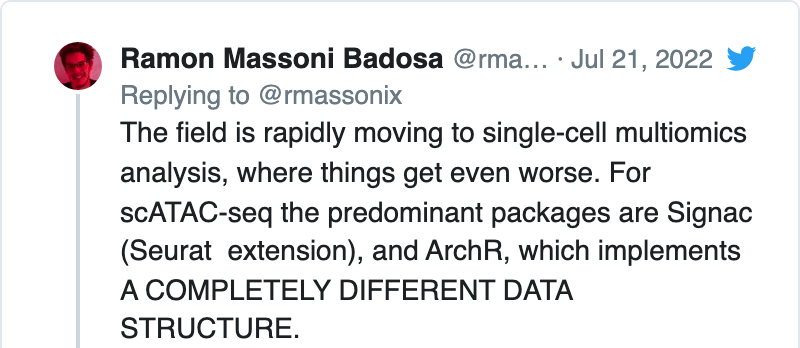 Ramon Massoni Badosa @rma... · Jul 21, 2022
Replying to @rmassonix
The field is rapidly moving to single-cell multiomics
analysis, where things get even worse. For
scATAC-seq the predominant packages are Signac
(Seurat  extension), and ArchR, which implements
A COMPLETELY DIFFERENT DATA
STRUCTURE.